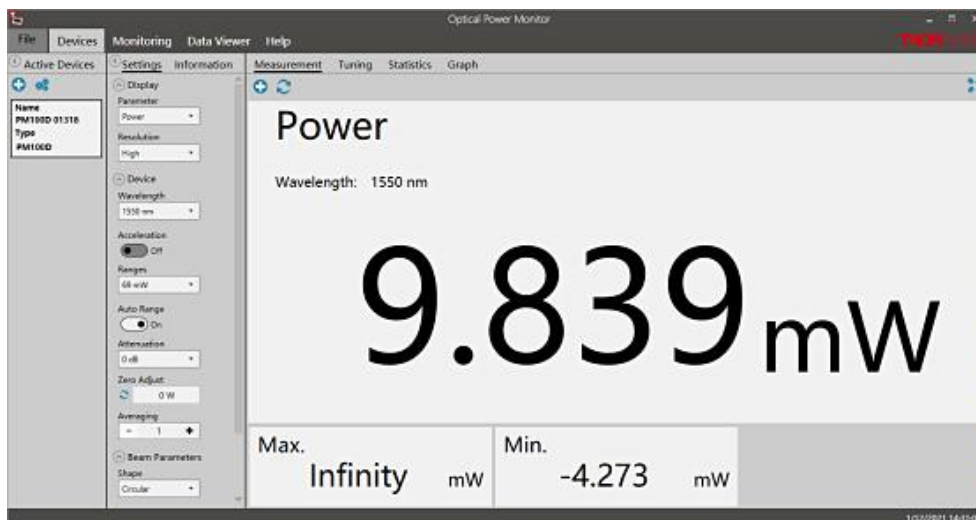 Optical Power Monitor
File Devices Monitoring Data Viewer Help
Active Devices
Settings Information
Measurement Tuning Statistics Graph
Name
PM100D 01318
Type
PM100D
Display
Parameter
Power
Resolution
High
Device
Wavelength
1550 nm
Acceleration
Off
Ranges
69 mW
Auto Range
On
Attenuation
0 dB
Zero Adjust
0 W
Averaging
- 1 +
Beam Parameters
Shape
Circular
Power
Wavelength: 1550 nm
9.839 mW
Max.
Infinity mW
Min.
-4.273 mW